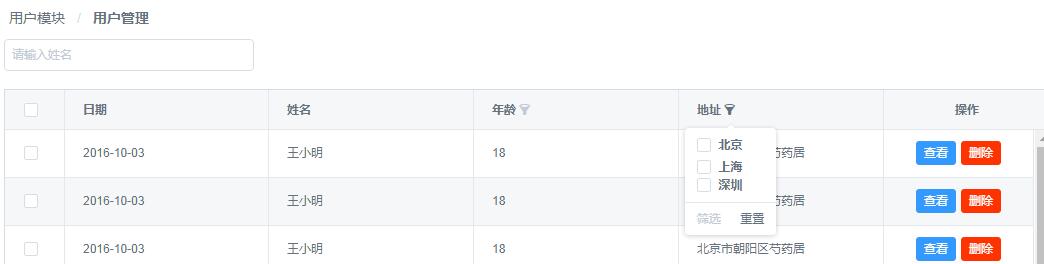 用户模块 / 用户管理
请输入姓名
日期 姓名 年龄 地址 操作
2016-10-03 王小明 18 芍药居 查看 删除
北京
上海
深圳
筛选 重置
2016-10-03 王小明 18 芍药居 查看 删除
2016-10-03 王小明 18 北京市朝阳区芍药居 查看 删除